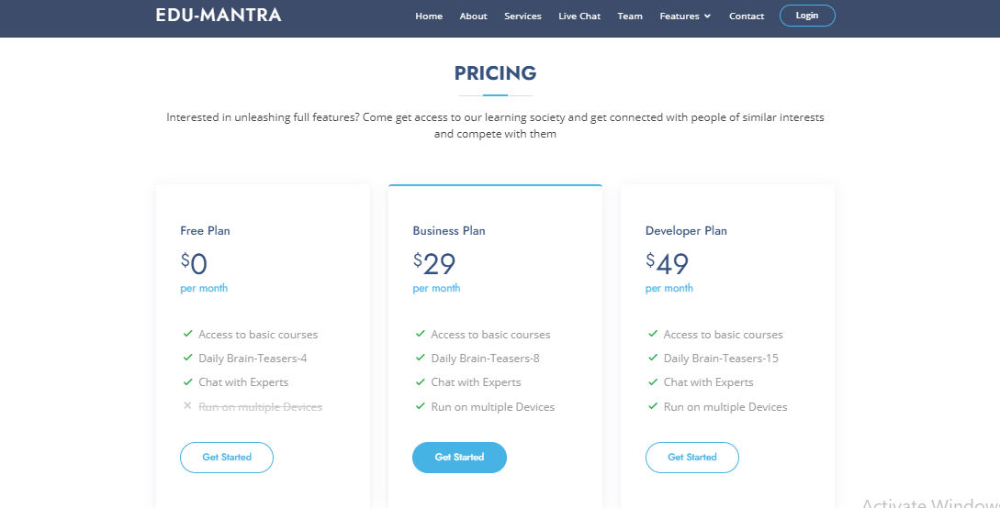 EDU-MANTRA
Home About Services Live Chat Team Features Contact Login
PRICING
Interested in unleashing full features? Come get access to our learning society and get connected with people of similar interests
and compete with them
Free Plan
$0
per month
Access to basic courses
Daily Brain-Teasers-4
Chat with Experts
Run on multiple Devices
Get Started
Business Plan
$29
per month
Access to basic courses
Daily Brain-Teasers-8
Chat with Experts
Run on multiple Devices
Get Started
Developer Plan
$49
per month
Access to basic courses
Daily Brain-Teasers-15
Chat with Experts
Run on multiple Devices
Get Started
Activate Windows